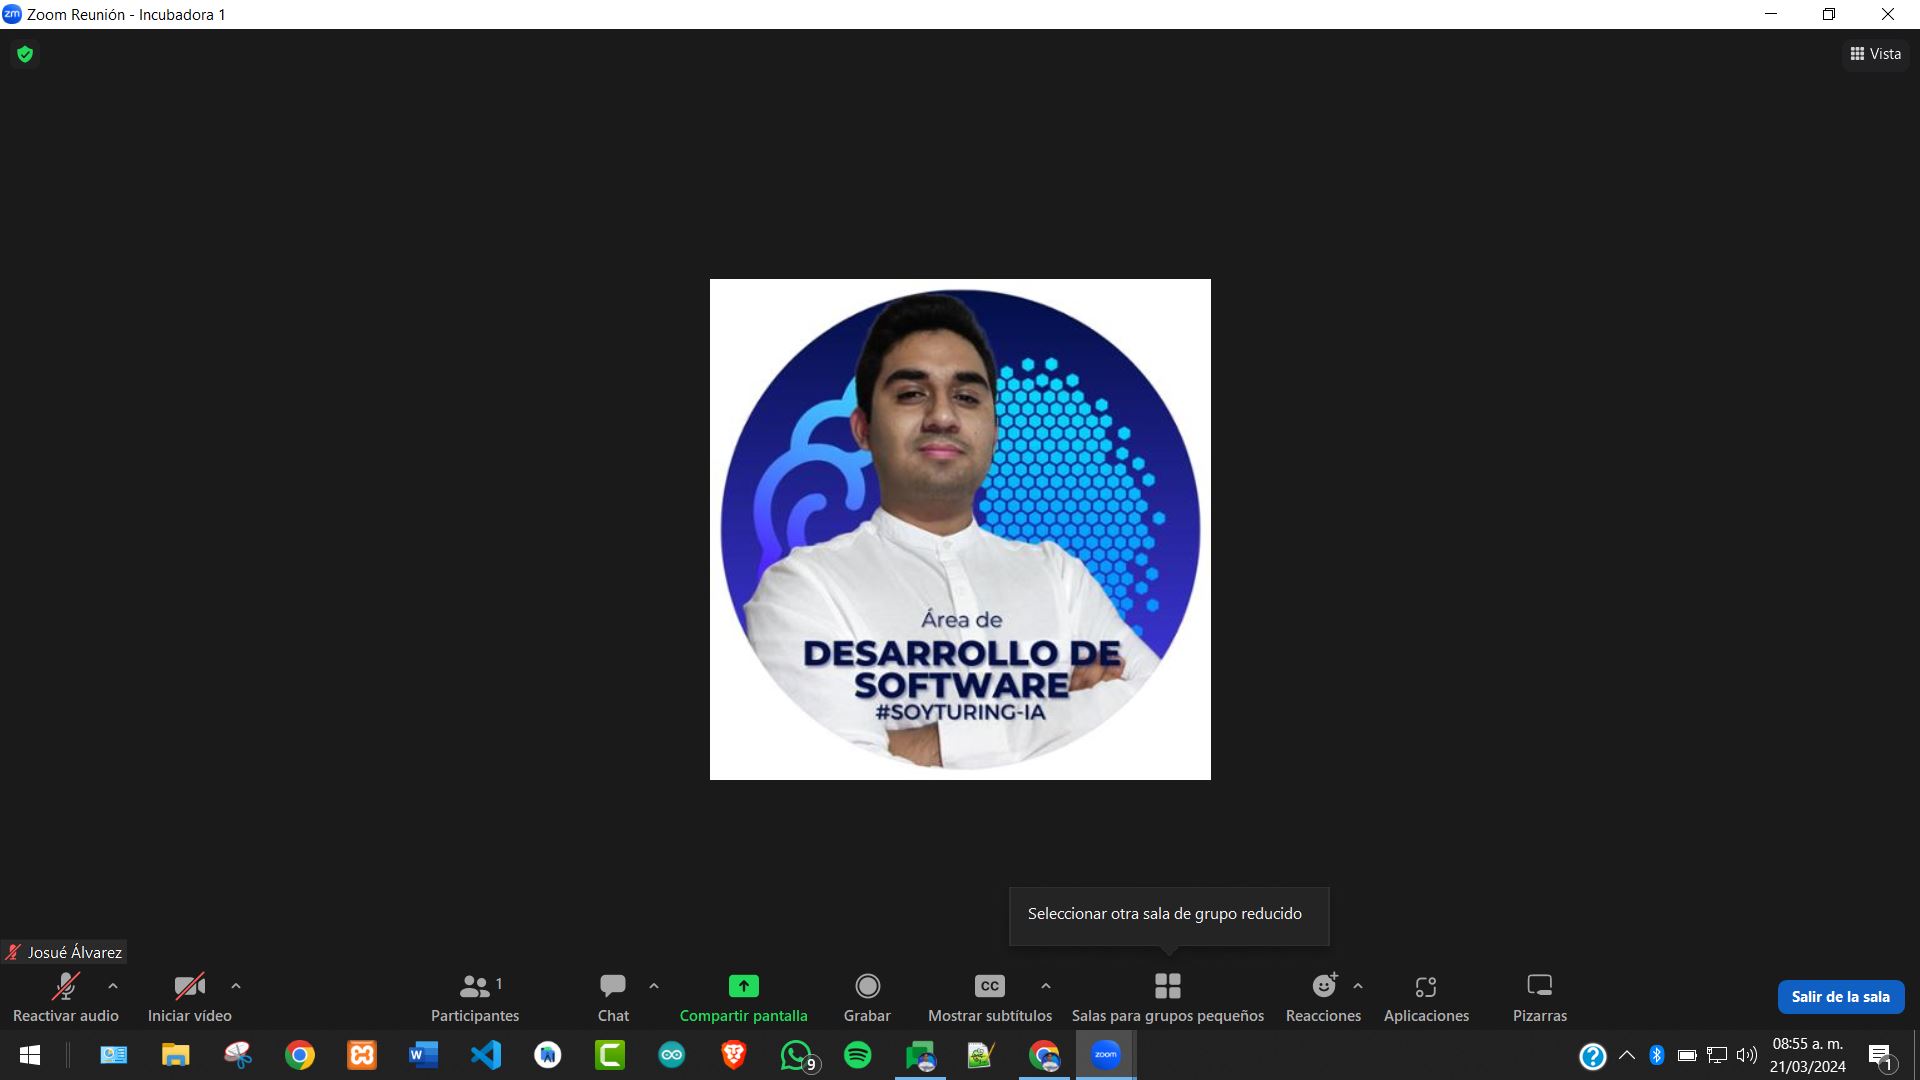 Zoom Reunión - Incubadora 1
Vista
Área de
DESARROLLO DE
SOFTWARE
#SOYTURING-IA
Seleccionar otra sala de grupo reducido
Josué Álvarez
1
CC
Reactivar audio
Iniciar vídeo
Participantes
Chat
Compartir pantalla
Grabar
Mostrar subtítulos
Salas para grupos pequeños
Reacciones
Aplicaciones
Pizarras
Salir de la sala
9
zoom
08:55 a. m.
21/03/2024
1